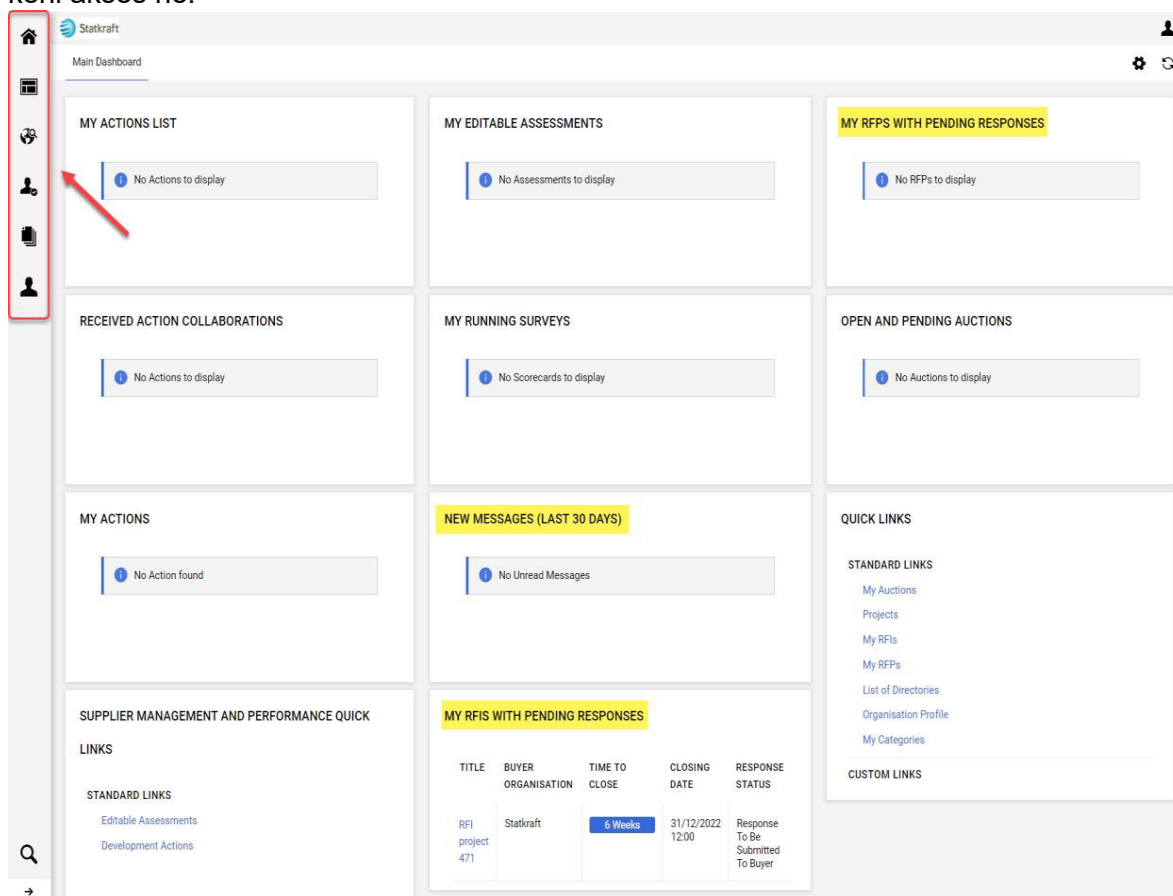 Statkraft
Main Dashboard
MY ACTIONS LIST
No Actions to display
MY EDITABLE ASSESSMENTS
No Assessments to display
MY RFPS WITH PENDING RESPONSES
No RFPs to display
RECEIVED ACTION COLLABORATIONS
No Actions to display
MY RUNNING SURVEYS
No Scorecards to display
OPEN AND PENDING AUCTIONS
No Auctions to display
MY ACTIONS
No Action found
NEW MESSAGES (LAST 30 DAYS)
No Unread Messages
QUICK LINKS
STANDARD LINKS
My Auctions
Projects
My RFIs
My RFPs
List of Directories
Organisation Profile
My Categories
CUSTOM LINKS
SUPPLIER MANAGEMENT AND PERFORMANCE QUICK
LINKS
STANDARD LINKS
Editable Assessments
Development Actions
MY RFIS WITH PENDING RESPONSES
TITLE BUYER ORGANISATION TIME TO CLOSE CLOSING DATE RESPONSE STATUS
RFI project 471 Statkraft 6 Weeks 31/12/2022 12:00 Response To Be Submitted To Buyer